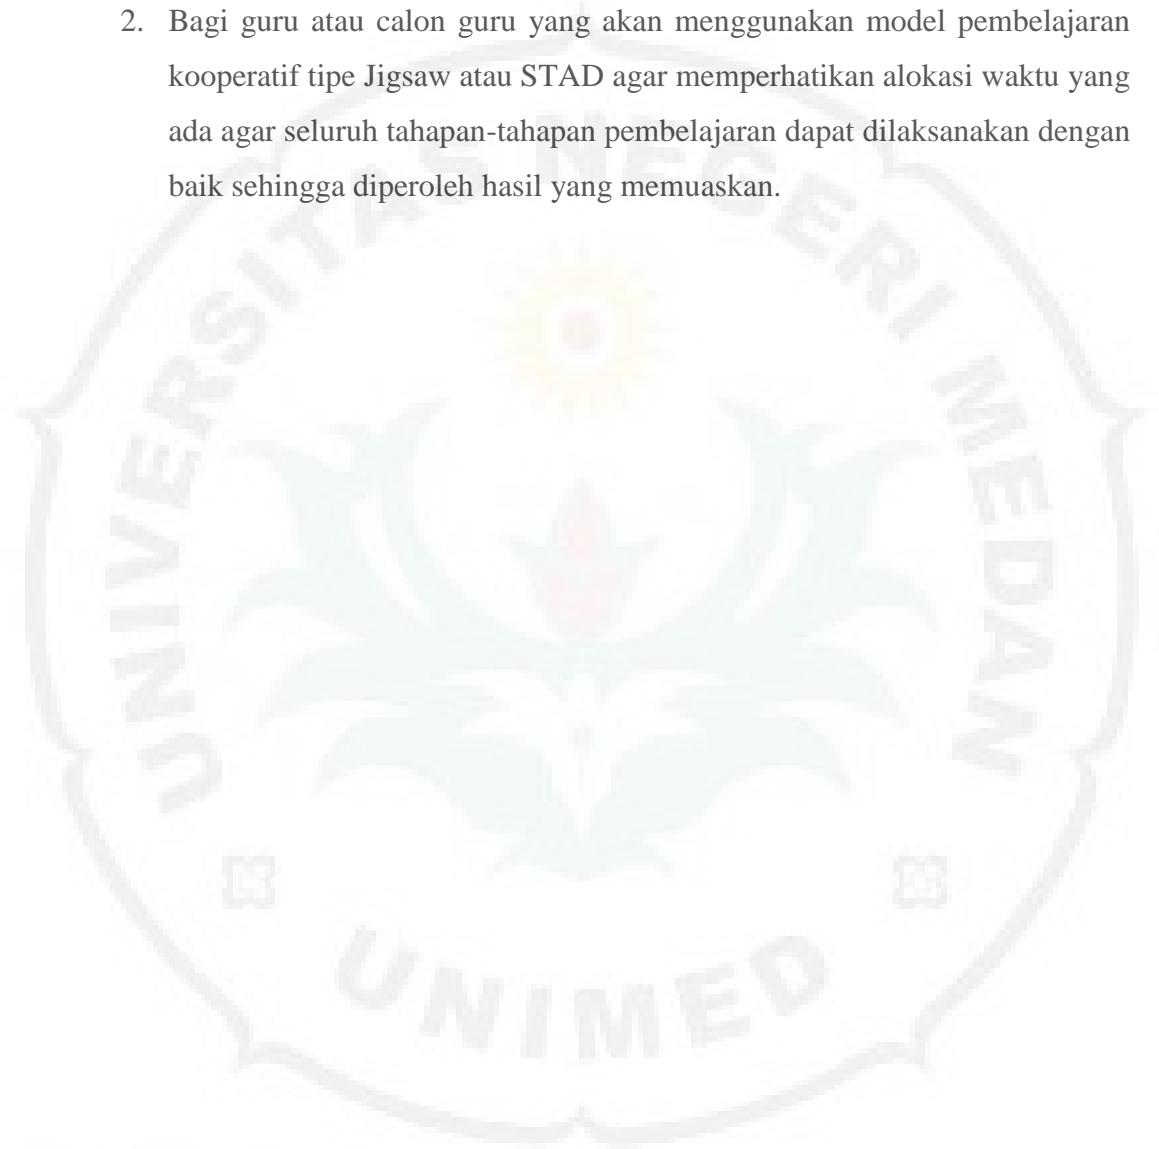 2. Bagi guru atau calon guru yang akan menggunakan model pembelajaran
kooperatif tipe Jigsaw atau STAD agar memperhatikan alokasi waktu yang
ada agar seluruh tahapan-tahapan pembelajaran dapat dilaksanakan dengan
baik sehingga diperoleh hasil yang memuaskan.
UNIVERSITAS NEGERI MEDAN
UNIMED